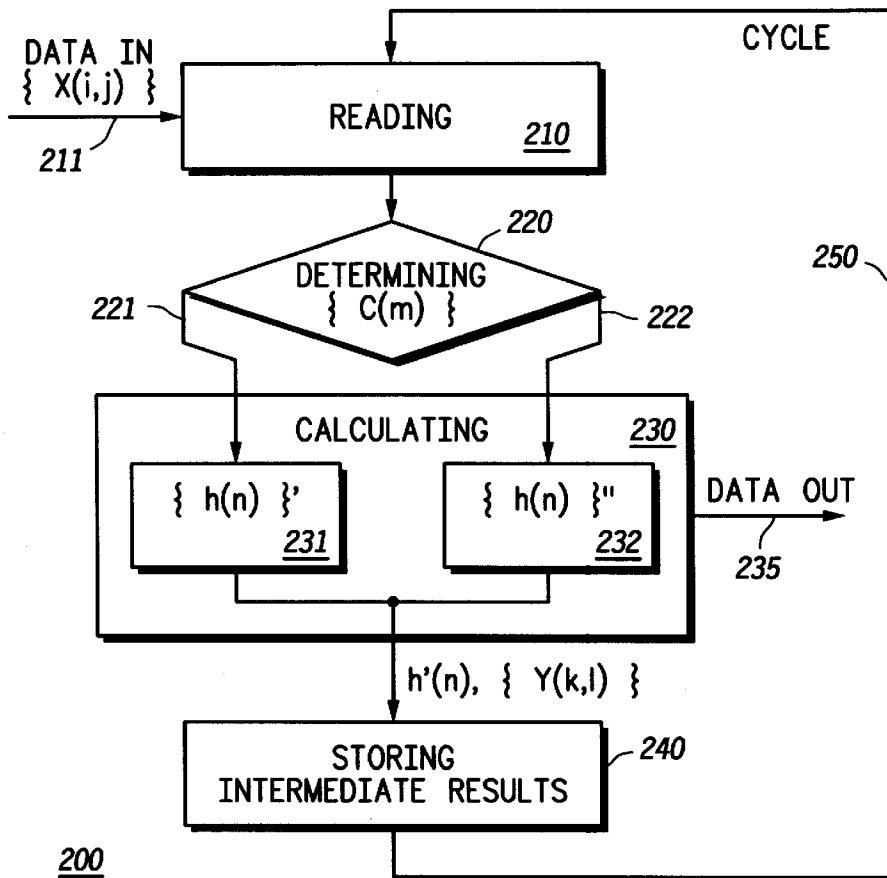 CYCLE
DATA IN
{ X(i,j) }
211
READING
210
220
DETERMINING
{ C(m) }
221
222
250
CALCULATING
230
{ h(n) }'
231
{ h(n) }"
232
DATA OUT
235
h'(n), { Y(k,l) }
STORING
INTERMEDIATE RESULTS
240
200